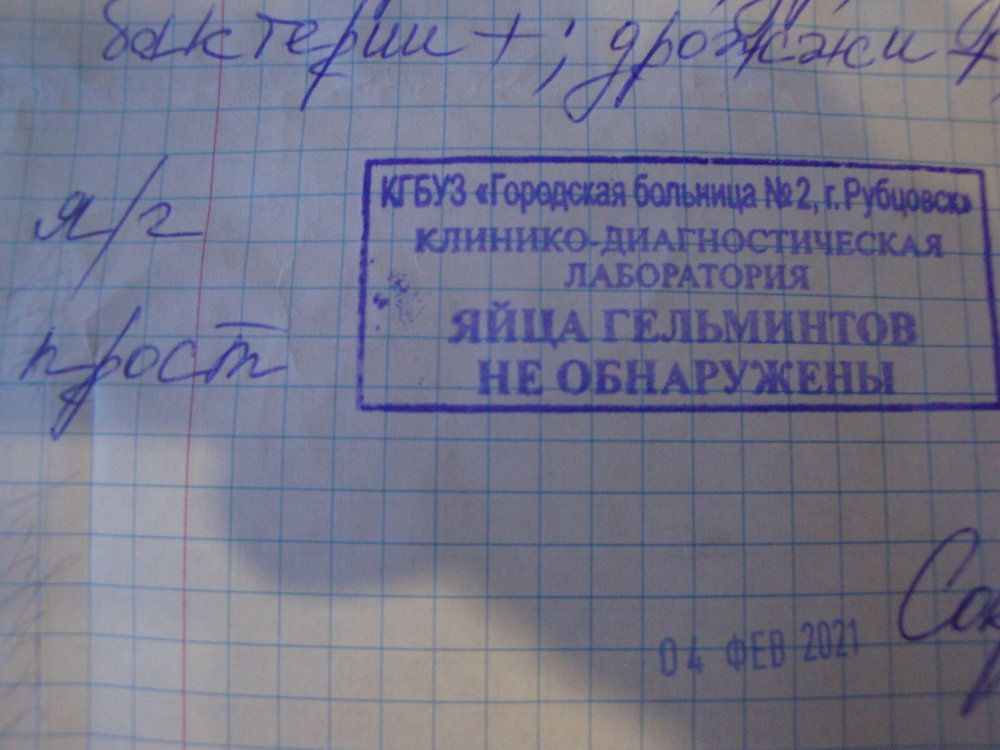 бактерии +; дрожжи
я/г
прост
КГБУЗ «Городская больница №2, г. Рубцовск»
КЛИНИКО-ДИАГНОСТИЧЕСКАЯ
ЛАБОРАТОРИЯ
ЯЙЦА ГЕЛЬМИНТОВ
НЕ ОБНАРУЖЕНЫ
04 ФЕВ 2021